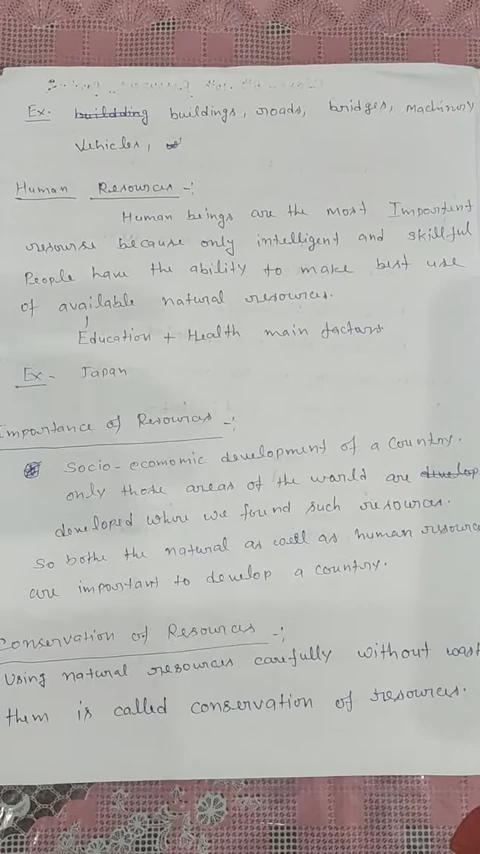 Ex. buildding buildings, roads, bridges, Machinery
Vehicles,
Human Resources -:
Human beings are the most Important
resourse because only intelligent and skillful
People have the ability to make best use
of available natural resources.
Education + Health main factors
Ex - Japan
Importance of Resources -:
Socio-economic development of a country.
only those areas of the world are develop
developed where we found such resources.
So bothe the natural as well as human resource
are important to develop a country.
Conservation of Resources -:
Using natural resources carefully without wast
them is called conservation of resources.